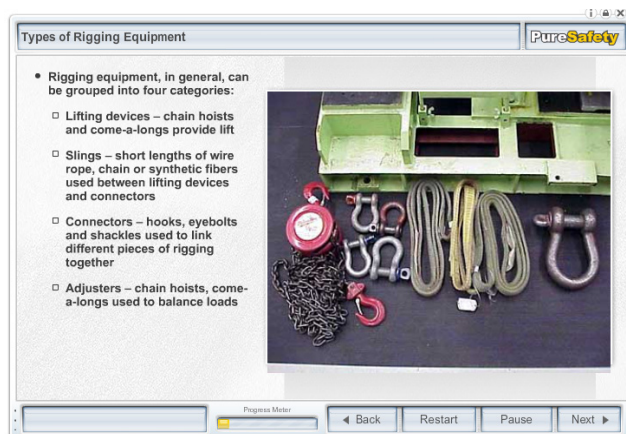 Types of Rigging Equipment
PureSafety
• Rigging equipment, in general, can
be grouped into four categories:
Lifting devices – chain hoists
and come-a-longs provide lift
Slings – short lengths of wire
rope, chain or synthetic fibers
used between lifting devices
and connectors
Connectors – hooks, eyebolts
and shackles used to link
different pieces of rigging
together
Adjusters – chain hoists, come-
a-longs used to balance loads
Progress Meter
Back
Restart
Pause
Next